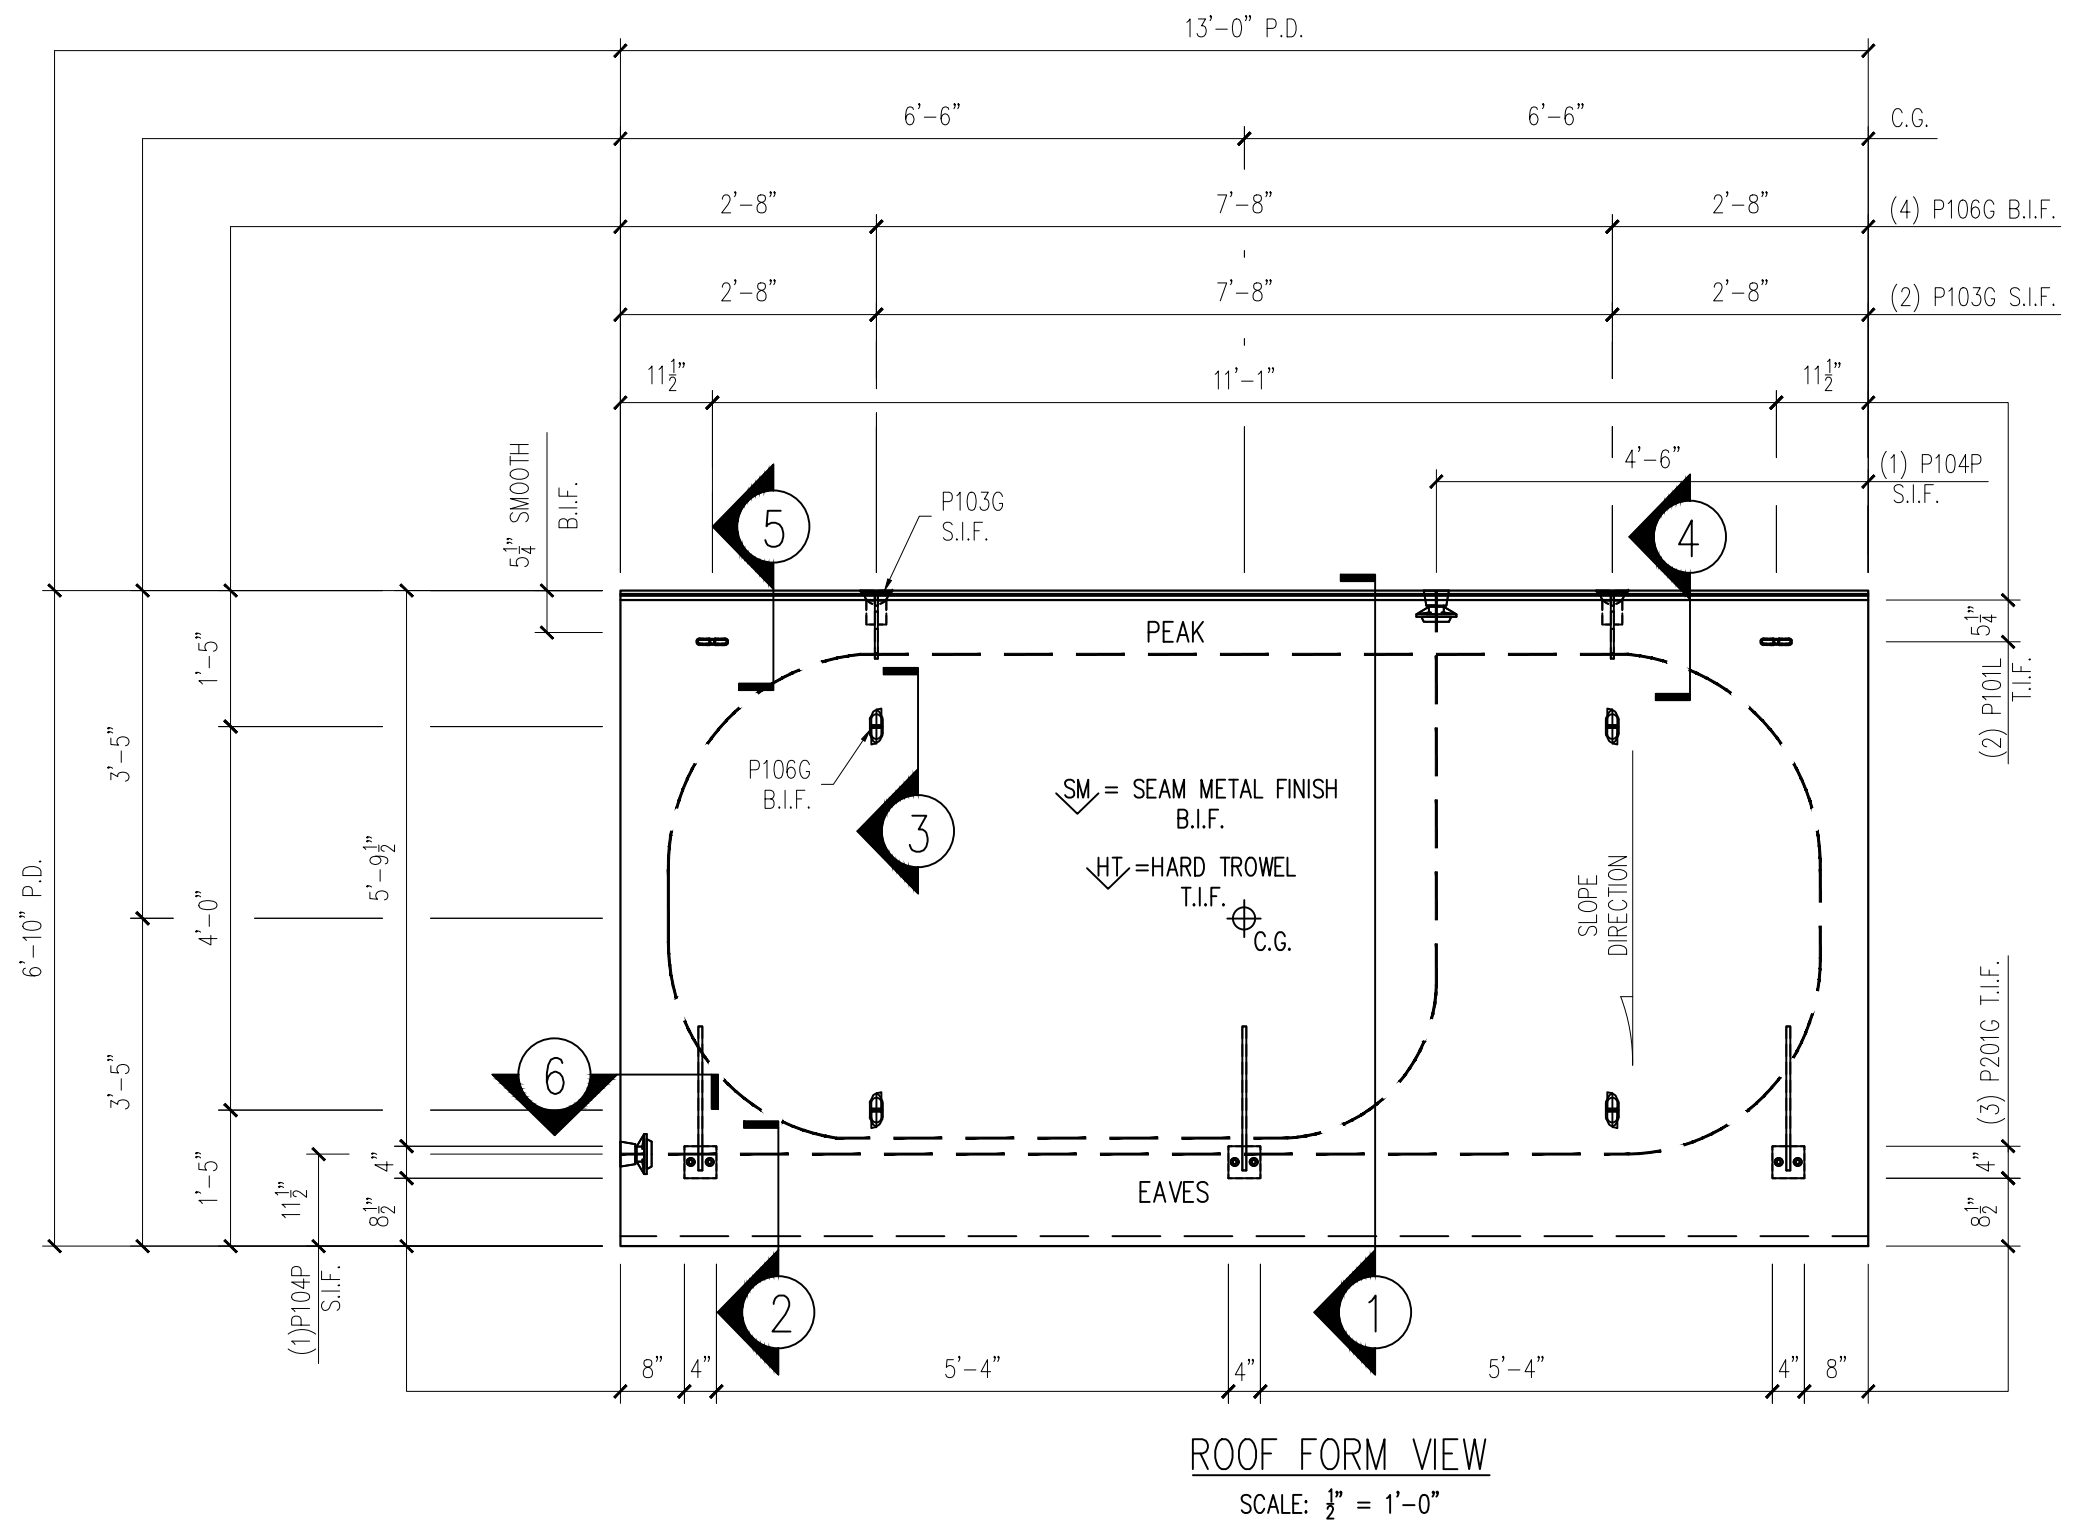 13'-0" P.D.
6'-6"
6'-6"
C.G.
2'-8"
7'-8"
2'-8"
(4) P106G B.I.F.
2'-8"
7'-8"
2'-8"
(2) P103G S.I.F.
11½"
11'-1"
11½"
4'-6"
(1) P104P
S.I.F.
5¼" SMOOTH
B.I.F.
5
P103G
S.I.F.
4
PEAK
5¼"
(2) P101L
T.I.F.
1'-5"
3'-5"
P106G
B.I.F.
3
SM = SEAM METAL FINISH
B.I.F.
HT =HARD TROWEL
T.I.F.
C.G.
SLOPE
DIRECTION
6'-10" P.D.
4'-0"
5'-9½"
(3) P201G T.I.F.
6
3'-5"
1'-5"
11½"
4"
8½"
4"
8½"
EAVES
(1)P104P
S.I.F.
2
1
8"
4"
5'-4"
4"
5'-4"
4"
8"
ROOF FORM VIEW
SCALE: ½" = 1'-0"